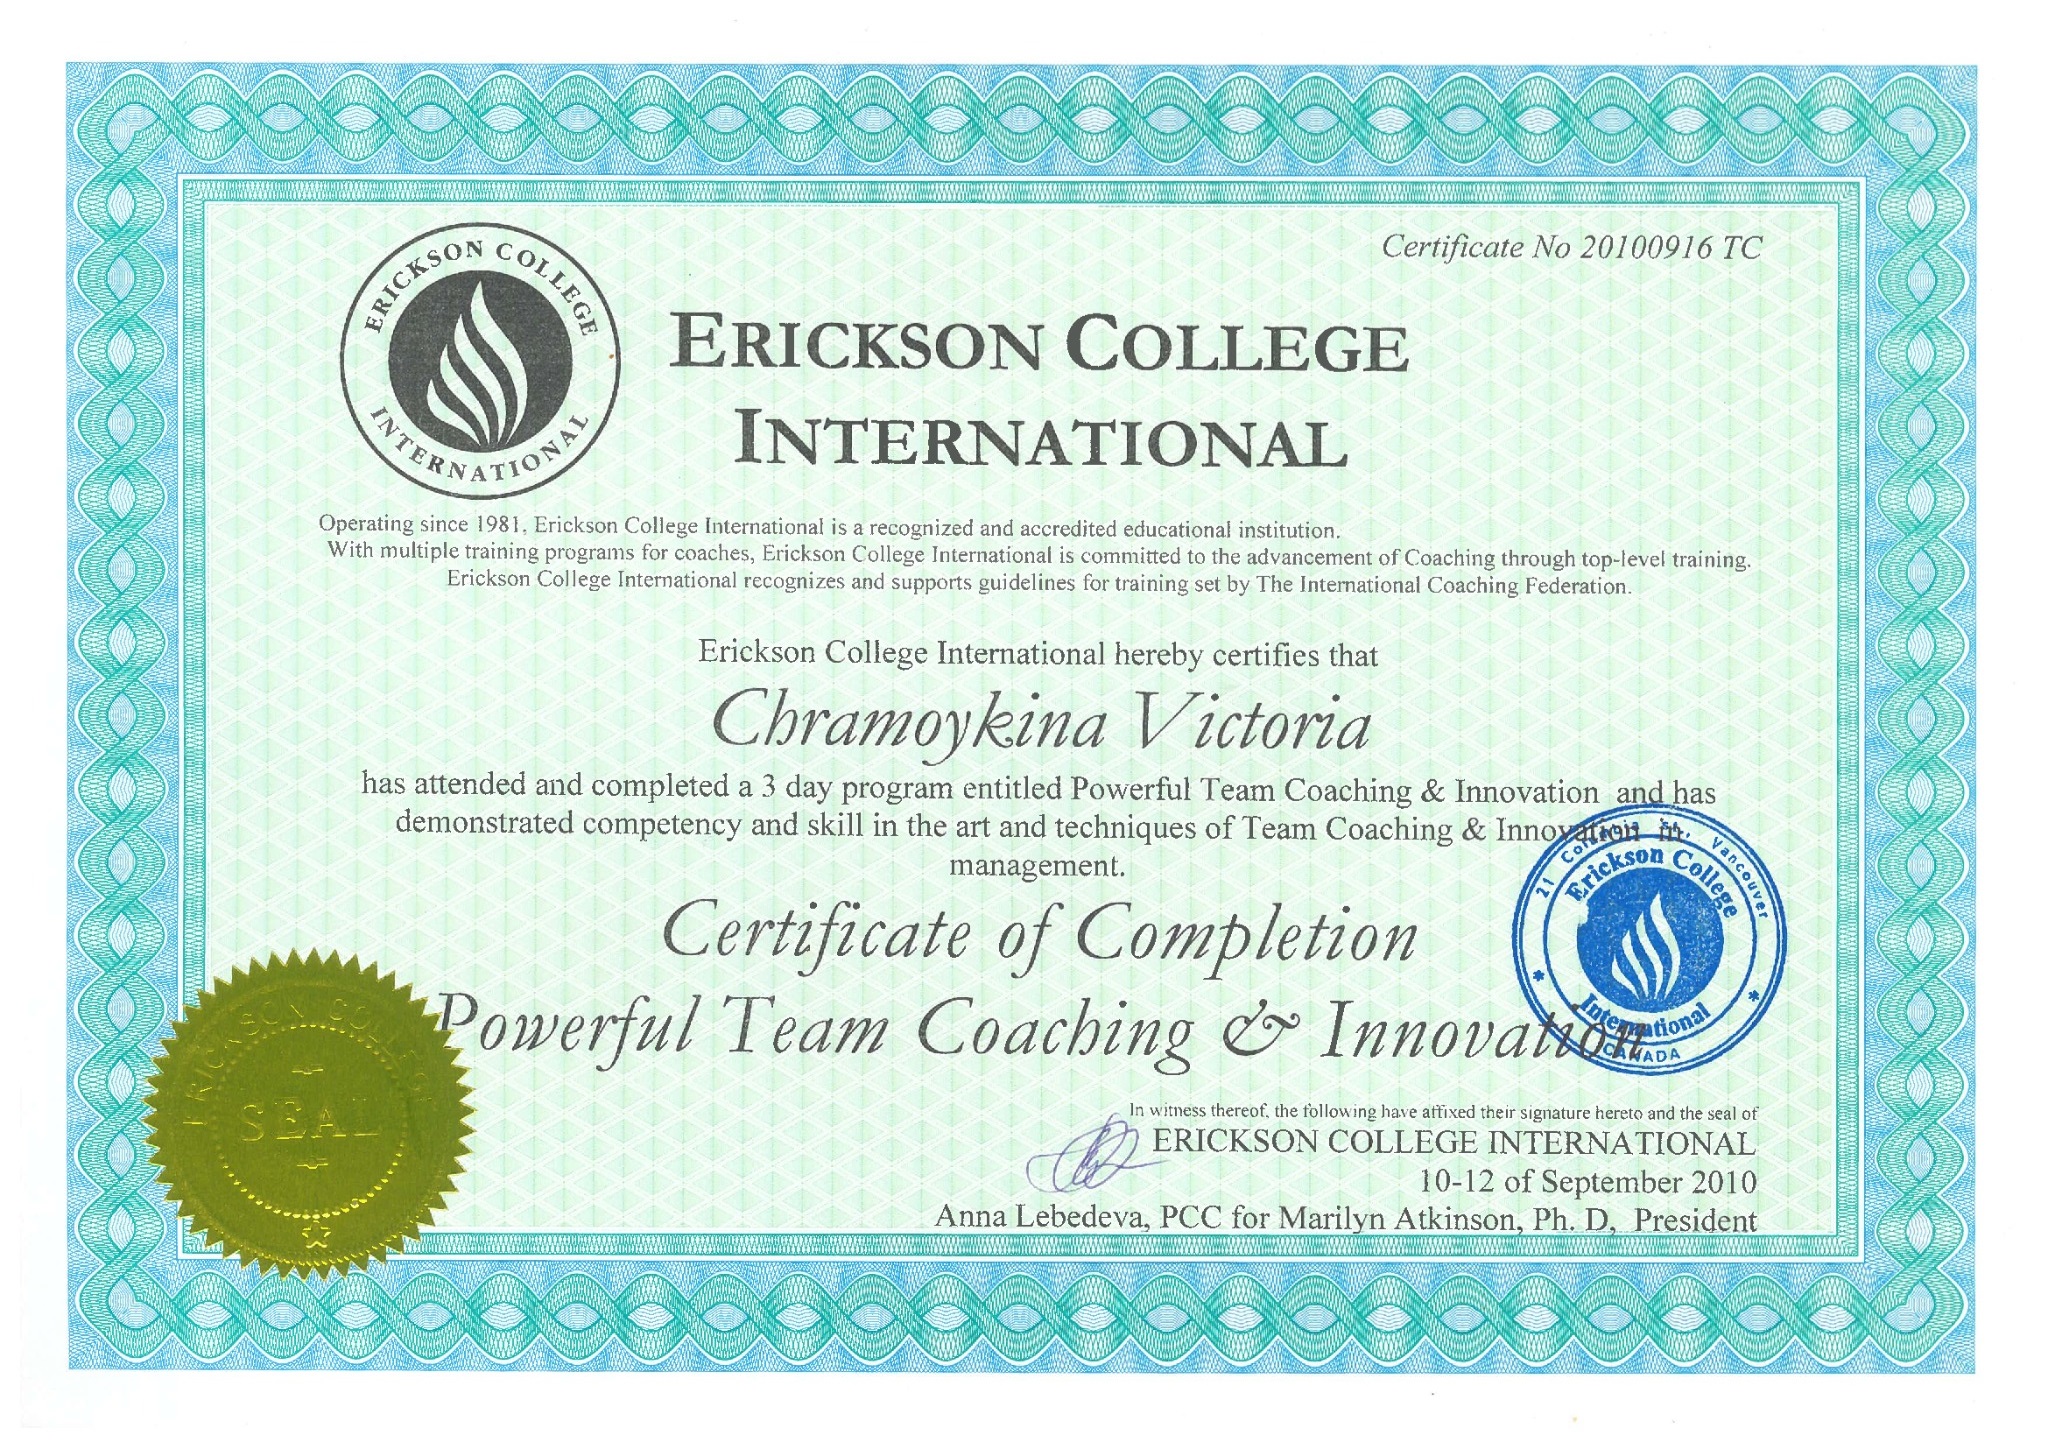 Certificate No 20100916 TC
ERICKSON COLLEGE
INTERNATIONAL
ERICKSON COLLEGE
INTERNATIONAL
Operating since 1981, Erickson College International is a recognized and accredited educational institution.
With multiple training programs for coaches, Erickson College International is committed to the advancement of Coaching through top-level training.
Erickson College International recognizes and supports guidelines for training set by The International Coaching Federation.
Erickson College International hereby certifies that
Chramoykina Victoria
has attended and completed a 3 day program entitled Powerful Team Coaching & Innovation and has
demonstrated competency and skill in the art and techniques of Team Coaching & Innovation in
management.
21 Columbia St. Vancouver
Erickson College
International
CANADA
Certificate of Completion
Powerful Team Coaching & Innovation
ERICKSON COLLEGE
SEAL
In witness thereof, the following have affixed their signature hereto and the seal of
ERICKSON COLLEGE INTERNATIONAL
10-12 of September 2010
Anna Lebedeva, PCC for Marilyn Atkinson, Ph. D, President